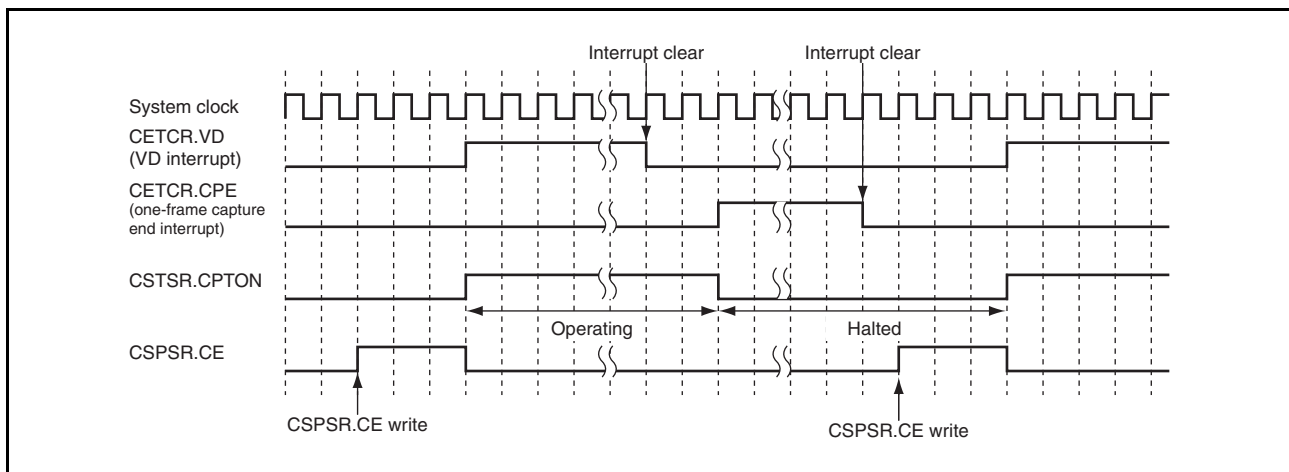 Interrupt clear
Interrupt clear
System clock
CETCR.VD
(VD interrupt)
CETCR.CPE
(one-frame capture
end interrupt)
CSTSR.CPTON
Operating
Halted
CSPSR.CE
CSPSR.CE write
CSPSR.CE write